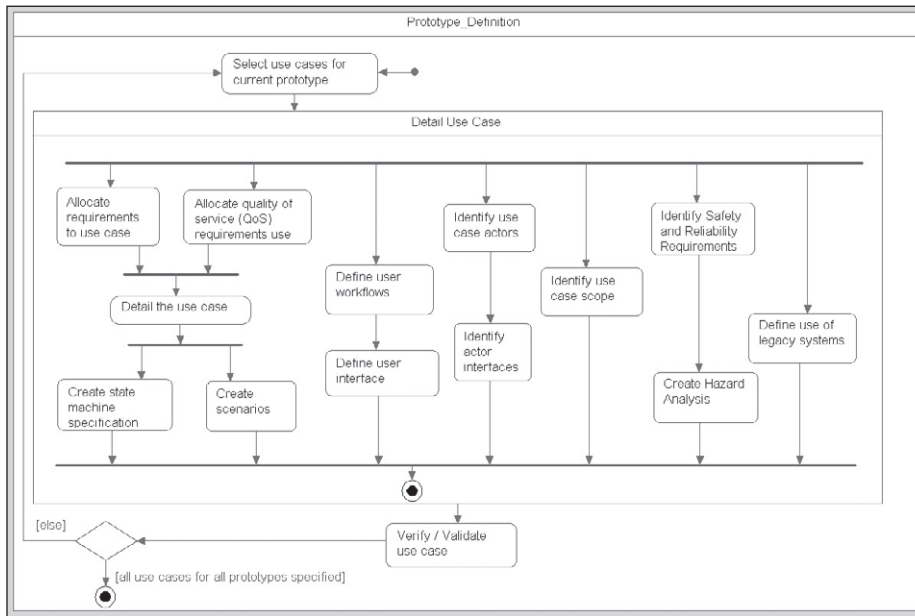 Prototype_Definition
Select use cases for
current prototype
Detail Use Case
Allocate
requirements
to use case
Allocate quality of
service (QoS)
requirements use
Identify use
case actors
Identify Safety
and Reliability
Requirements
Define user
workflows
Identify use
case scope
Detail the use case
Define use of
legacy systems
Identify
actor
interfaces
Define user
interface
Create state
machine
specification
Create
scenarios
Create Hazard
Analysis
[else]
Verify / Validate
use case
[all use cases for all prototypes specified]